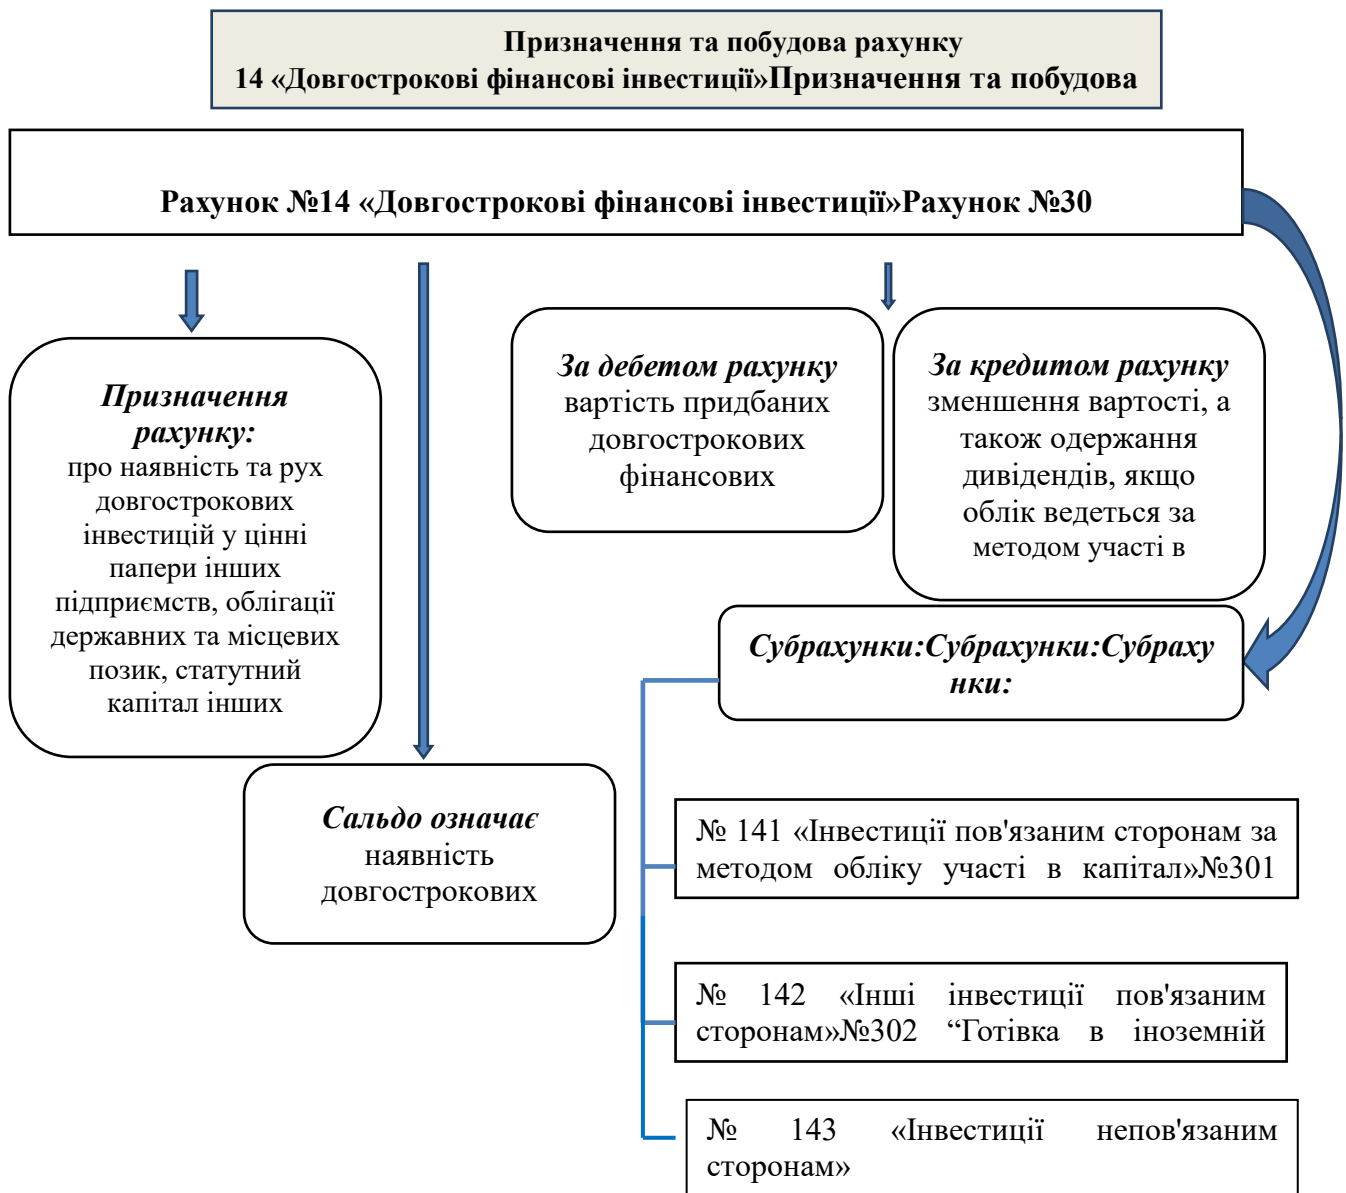 Призначення та побудова рахунку
14 «Довгострокові фінансові інвестиції»Призначення та побудова
Рахунок №14 «Довгострокові фінансові інвестиції»Рахунок №30
Призначення
рахунку:
про наявність та рух
довгострокових
інвестицій у цінні
папери інших
підприємств, облігації
державних та місцевих
позик, статутний
капітал інших
За дебетом рахунку
вартість придбаних
довгострокових
фінансових
За кредитом рахунку
зменшення вартості, а
також одержання
дивідендів, якщо
облік ведеться за
методом участі в
Сальдо означає
наявність
довгострокових
Субрахунки:Субрахунки:Субраху
нки:
№ 141 «Інвестиції пов'язаним сторонам за
методом обліку участі в капітал»№301
№ 142 «Інші інвестиції пов'язаним
сторонам»№302 “Готівка в іноземній
№ 143 «Інвестиції непов'язаним
сторонам»